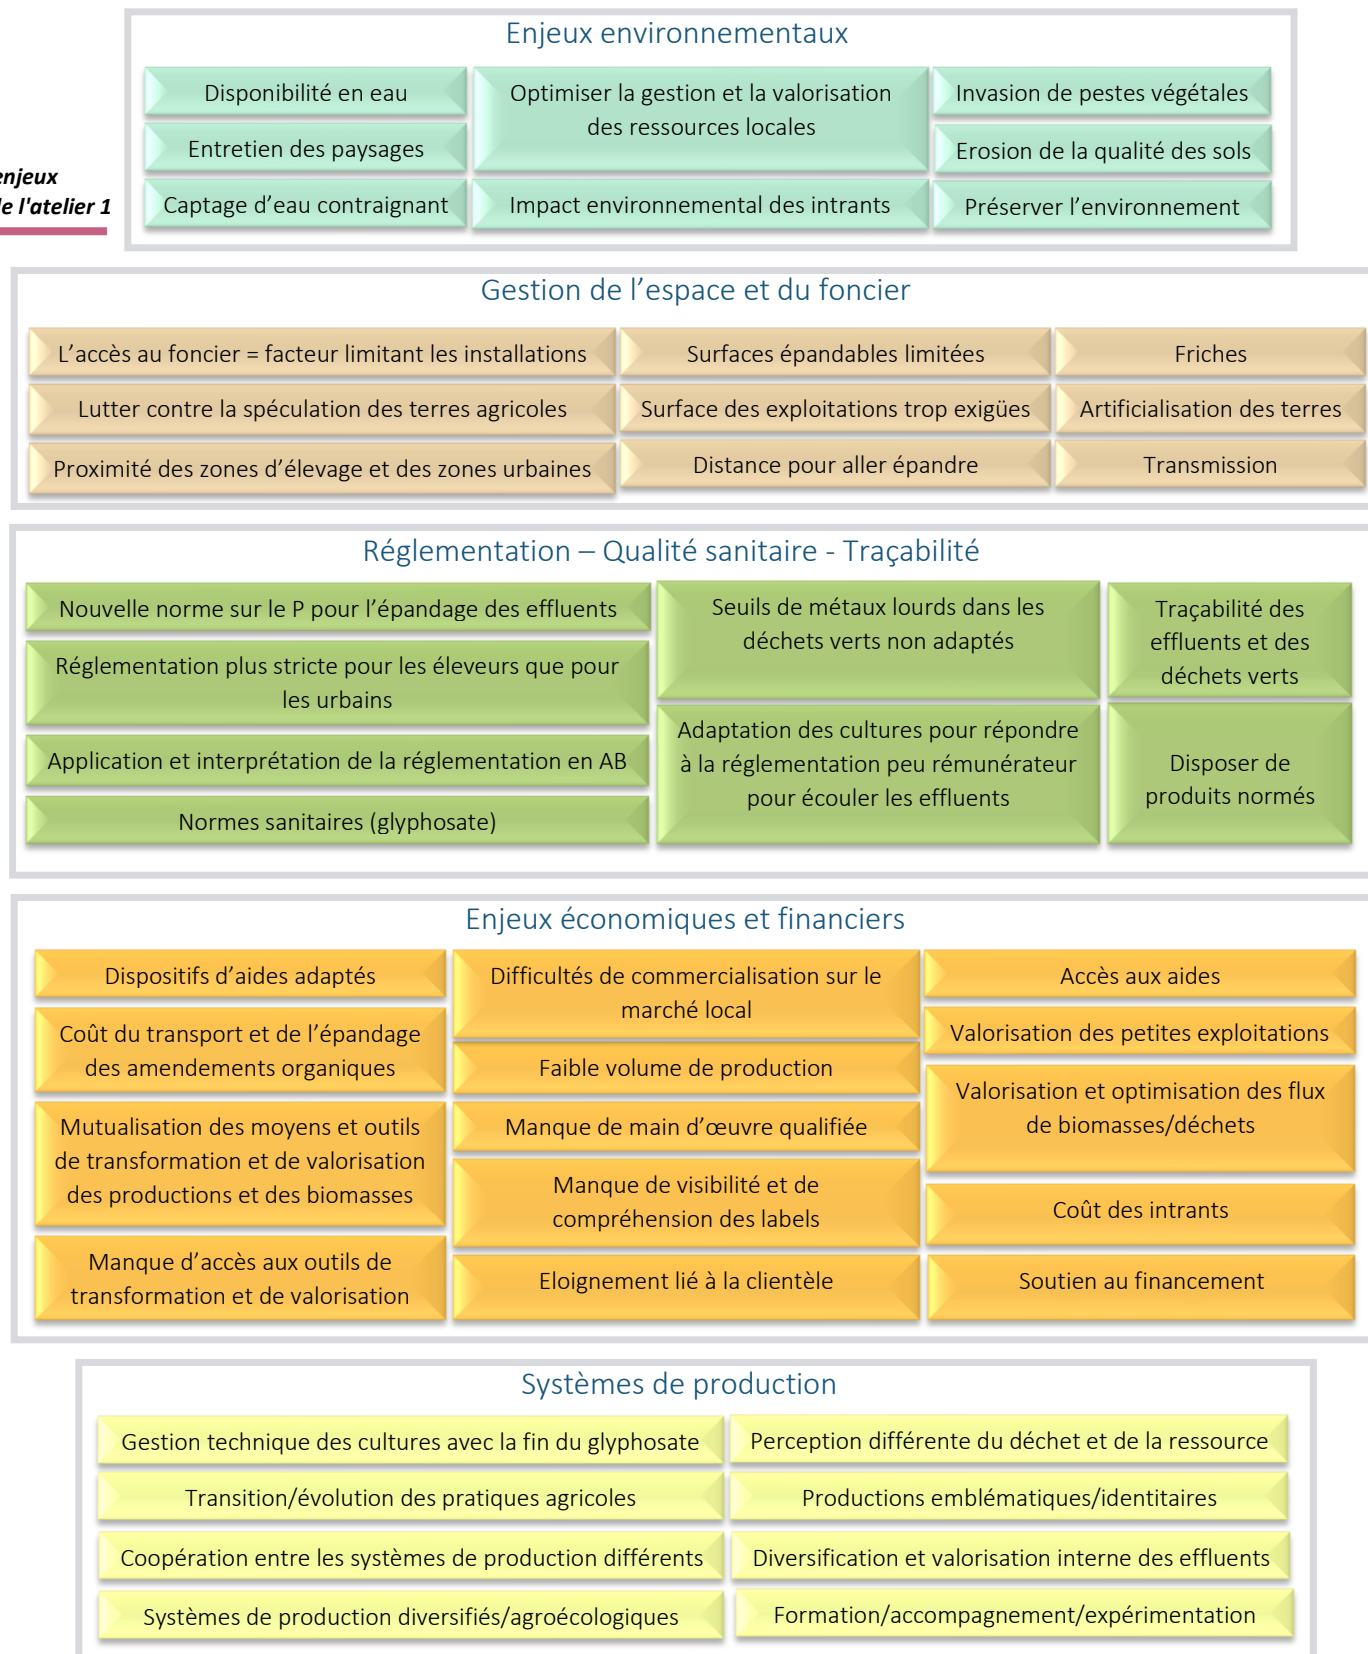 Enjeux environnementaux
Disponibilité en eau
Entretien des paysages
Captage d’eau contraignant
Optimiser la gestion et la valorisation
des ressources locales
Impact environnemental des intrants
Invasion de pestes végétales
Erosion de la qualité des sols
Préserver l’environnement
enjeux
de l'atelier 1
Gestion de l’espace et du foncier
L’accès au foncier = facteur limitant les installations
Lutter contre la spéculation des terres agricoles
Proximité des zones d’élevage et des zones urbaines
Surfaces épandables limitées
Surface des exploitations trop exigües
Distance pour aller épandre
Friches
Artificialisation des terres
Transmission
Réglementation – Qualité sanitaire - Traçabilité
Nouvelle norme sur le P pour l’épandage des effluents
Réglementation plus stricte pour les éleveurs que pour
les urbains
Application et interprétation de la réglementation en AB
Normes sanitaires (glyphosate)
Seuils de métaux lourds dans les
déchets verts non adaptés
Adaptation des cultures pour répondre
à la réglementation peu rémunérateur
pour écouler les effluents
Traçabilité des
effluents et des
déchets verts
Disposer de
produits normés
Enjeux économiques et financiers
Dispositifs d’aides adaptés
Coût du transport et de l’épandage
des amendements organiques
Mutualisation des moyens et outils
de transformation et de valorisation
des productions et des biomasses
Manque d’accès aux outils de
transformation et de valorisation
Difficultés de commercialisation sur le
marché local
Faible volume de production
Manque de main d’œuvre qualifiée
Manque de visibilité et de
compréhension des labels
Eloignement lié à la clientèle
Accès aux aides
Valorisation des petites exploitations
Valorisation et optimisation des flux
de biomasses/déchets
Coût des intrants
Soutien au financement
Systèmes de production
Gestion technique des cultures avec la fin du glyphosate
Transition/évolution des pratiques agricoles
Coopération entre les systèmes de production différents
Systèmes de production diversifiés/agroécologiques
Perception différente du déchet et de la ressource
Productions emblématiques/identitaires
Diversification et valorisation interne des effluents
Formation/accompagnement/expérimentation